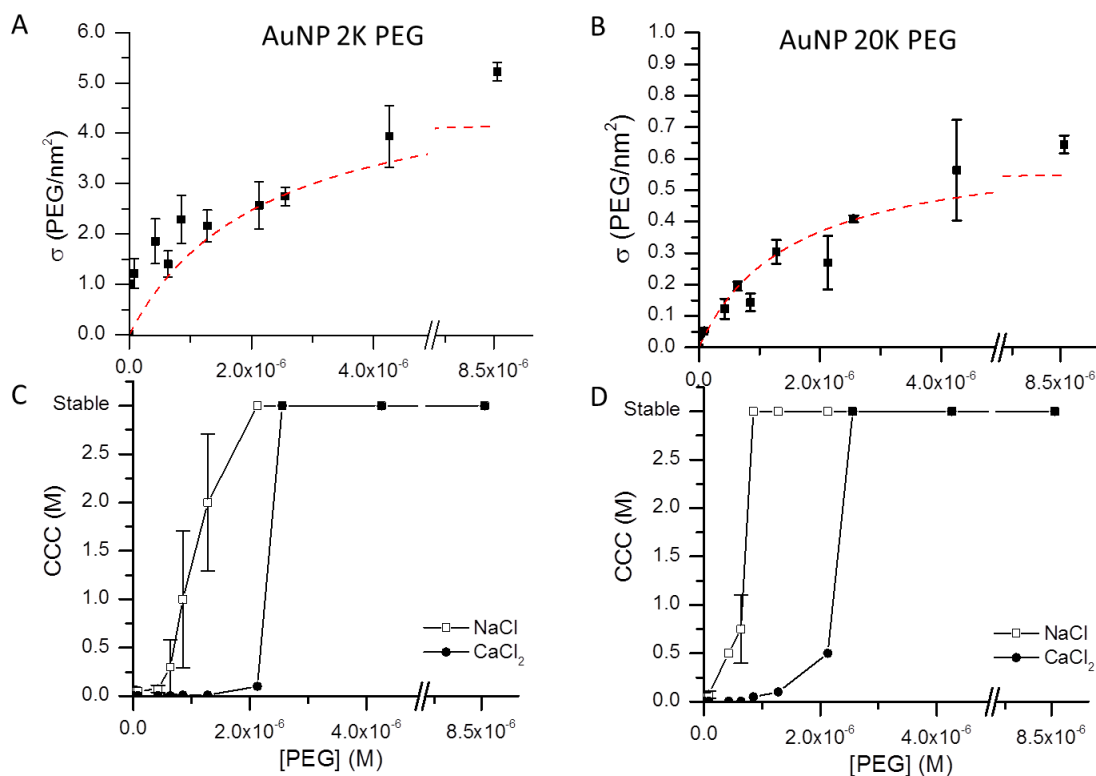 A
AuNP 2K PEG
6.0
5.0
4.0
3.0
2.0
1.0
0.0
σ (PEG/nm²)
0.0
2.0x10⁻⁶
4.0x10⁻⁶
8.5x10⁻⁶
B
AuNP 20K PEG
1.0
0.9
0.8
0.7
0.6
0.5
0.4
0.3
0.2
0.1
0.0
σ (PEG/nm²)
0.0
2.0x10⁻⁶
4.0x10⁻⁶
8.5x10⁻⁶
C
Stable
2.5
2.0
1.5
1.0
0.5
0.0
CCC (M)
NaCl
CaCl₂
0.0
2.0x10⁻⁶
4.0x10⁻⁶
8.5x10⁻⁶
[PEG] (M)
D
Stable
2.5
2.0
1.5
1.0
0.5
0.0
CCC (M)
NaCl
CaCl₂
0.0
2.0x10⁻⁶
4.0x10⁻⁶
8.5x10⁻⁶
[PEG] (M)